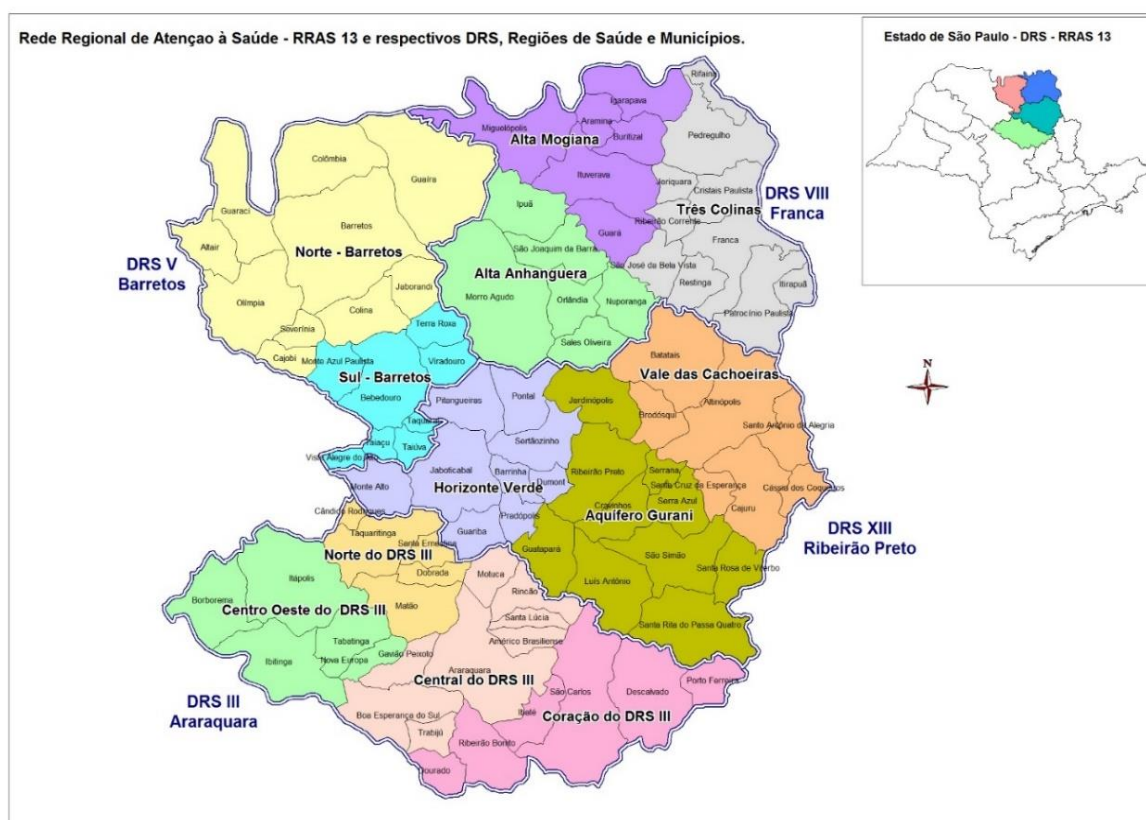 Rede Regional de Atençao à Saúde - RRAS 13 e respectivos DRS, Regiões de Saúde e Municípios.
Estado de São Paulo - DRS - RRAS 13
Rifaina
Igarapava
Aramina
Miguelópolis
Buritizal
Pedregulho
Alta Mogiana
Ituverava
Jeriquara
Cristais Paulista
DRS VIII
Franca
Três Colinas
Ribeirão Corrente
Guará
Franca
São José da Bela Vista
Restinga
Itirapuã
Patrocínio Paulista
Colômbia
Guaíra
Guaraci
Barretos
Altair
Norte - Barretos
DRS V
Barretos
Jaborandi
Olímpia
Colina
Severínia
Cajobi
Ipuã
São Joaquim da Barra
Alta Anhanguera
Morro Agudo
Orlândia
Nuporanga
Sales Oliveira
Terra Roxa
Monte Azul Paulista
Viradouro
Sul - Barretos
Bebedouro
Taquaral
Taiaçu
Taiúva
Vista Alegre do Alto
Batatais
Vale das Cachoeiras
Altinópolis
Brodósqui
Santo Antônio da Alegria
Cássia dos Coqueiros
Cajuru
N
Pitangueiras
Pontal
Sertãozinho
Jaboticabal
Barrinha
Dumont
Horizonte Verde
Monte Alto
Pradópolis
Guariba
Jardinópolis
Ribeirão Preto
Serrana
Santa Cruz da Esperança
Serra Azul
Cravinhos
Aquífero Gurani
Guatapará
São Simão
Luís Antônio
Santa Rosa de Viterbo
Santa Rita do Passa Quatro
DRS XIII
Ribeirão Preto
Cândido Rodrigues
Taquaritinga
Santa Ernestina
Norte do DRS III
Dobrada
Matão
Itápolis
Borborema
Centro Oeste do DRS III
Tabatinga
Nova Europa
Gavião Peixoto
Ibitinga
Motuca
Rincão
Santa Lúcia
Américo Brasiliense
Araraquara
Central do DRS III
Boa Esperança do Sul
Trabijú
DRS III
Araraquara
São Carlos
Descalvado
Porto Ferreira
Ibaté
Coração do DRS III
Ribeirão Bonito
Dourado